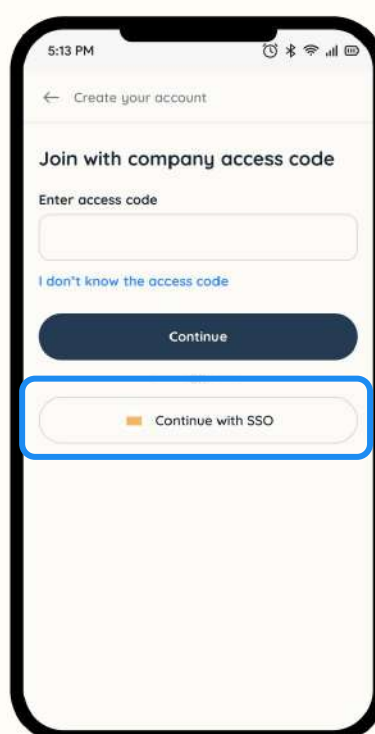 5:13 PM
← Create your account
Join with company access code
Enter access code
I don't know the access code
Continue
Continue with SSO